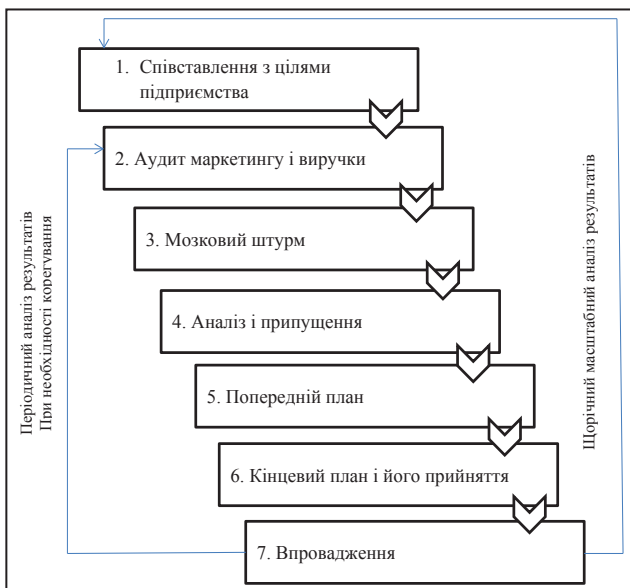 1. Співставлення з цілями
підприємства
2. Аудит маркетингу і виручки
3. Мозковий штурм
4. Аналіз і припущення
5. Попередній план
6. Кінцевий план і його прийняття
7. Впровадження
Періодичний аналіз результатів
При необхідності корегування
Щорічний масштабний аналіз результатів